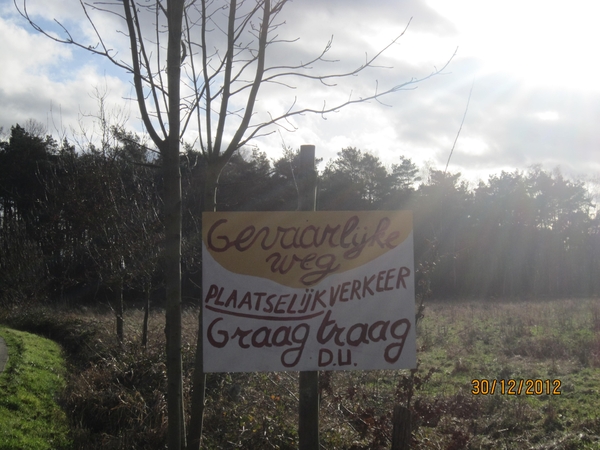 Gevaarlijke
weg
PLAATSELIJK VERKEER
Graag traag
D.U.
30/12/2012